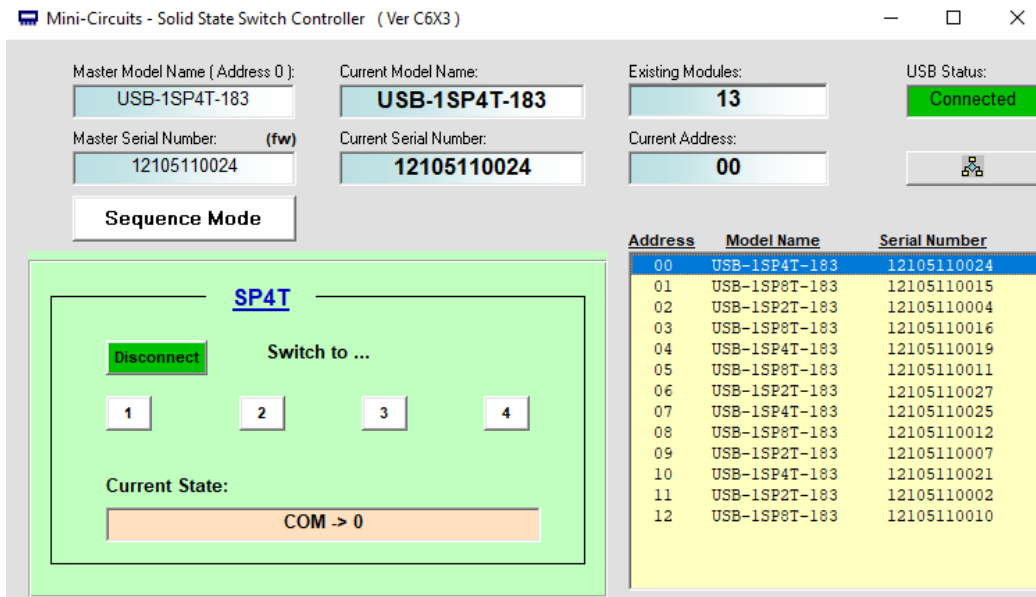 Mini-Circuits - Solid State Switch Controller ( Ver C6X3 )
Master Model Name ( Address 0 ): Current Model Name: Existing Modules: USB Status:
USB-1SP4T-183 USB-1SP4T-183 13 Connected
Master Serial Number: (fw) Current Serial Number: Current Address:
12105110024 12105110024 00
Sequence Mode
SP4T
Disconnect Switch to ...
1 2 3 4
Current State:
COM -> 0
Address Model Name Serial Number
00 USB-1SP4T-183 12105110024
01 USB-1SP8T-183 12105110015
02 USB-1SP2T-183 12105110004
03 USB-1SP8T-183 12105110016
04 USB-1SP4T-183 12105110019
05 USB-1SP8T-183 12105110011
06 USB-1SP2T-183 12105110027
07 USB-1SP4T-183 12105110025
08 USB-1SP8T-183 12105110012
09 USB-1SP2T-183 12105110007
10 USB-1SP4T-183 12105110021
11 USB-1SP2T-183 12105110002
12 USB-1SP8T-183 12105110010